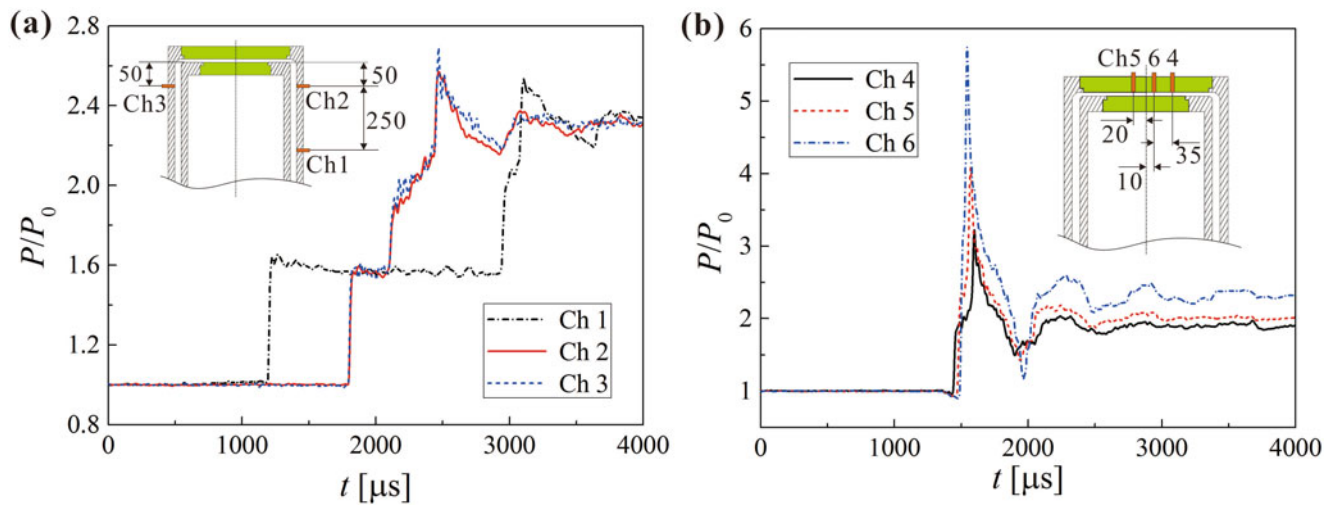 (a)
2.8
2.4
2.0
1.6
1.2
0.8
P/P0
0 1000 2000 3000 4000
t [μs]
50 50
Ch3 Ch2
250
Ch1
Ch 1
Ch 2
Ch 3
(b)
6
5
4
3
2
1
P/P0
0 1000 2000 3000 4000
t [μs]
Ch 4
Ch 5
Ch 6
Ch5 6 4
20
35
10